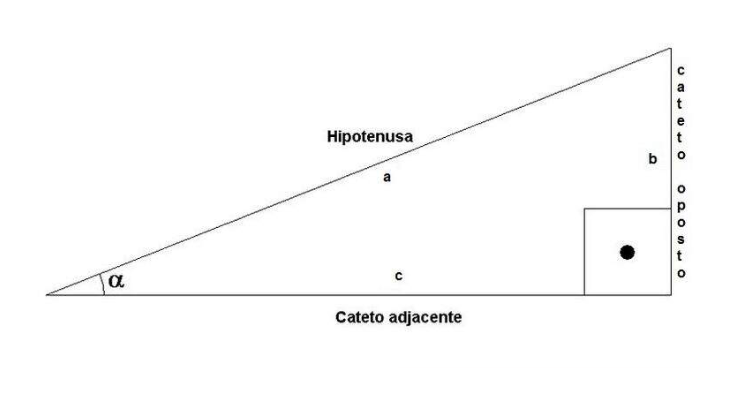 Hipotenusa
a
b
cateto oposto
α
c
Cateto adjacente